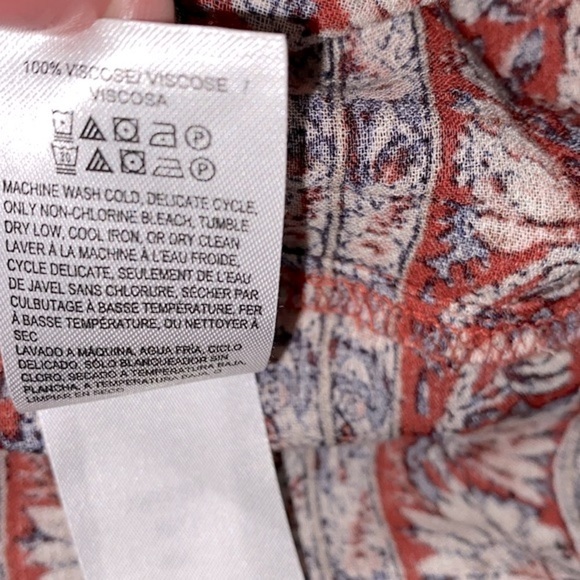 100% VISCOSE/ VISCOSE /
VISCOSA
P
30 P
MACHINE WASH COLD, DELICATE CYCLE,
ONLY NON-CHLORINE BLEACH, TUMBLE
DRY LOW, COOL IRON, OR DRY CLEAN
LAVER À LA MACHINE À L'EAU FROIDE,
CYCLE DELICATE, SEULEMENT DE L'EAU
DE JAVEL SANS CHLORURE, SÉCHER PAR
CULBUTAGE À BASSE TEMPÉRATURE, FER
À BASSE TEMPÉRATURE, OU NETTOYER À
SEC
LAVADO A MÁQUINA, AGUA FRÍA, CICLO
DELICADO, SÓLO BLANQUEADOR SIN
CLORO, SECADO A TEMPERATURA BAJA,
PLANCHA, A TEMPERATURA BAJA O
LIMPIAR EN SECO